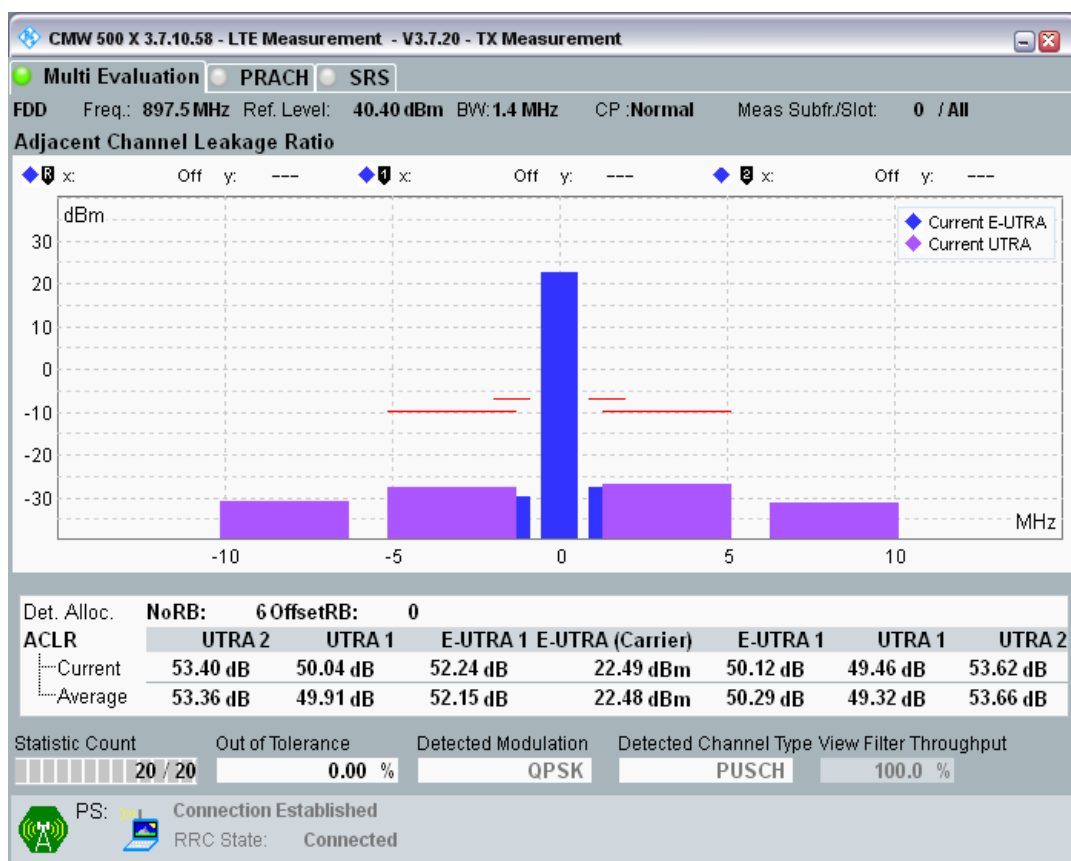 CMW 500 X 3.7.10.58 - LTE Measurement - V3.7.20 - TX Measurement
Multi Evaluation PRACH SRS
FDD Freq.: 897.5 MHz Ref. Level: 40.40 dBm BW: 1.4 MHz CP :Normal Meas Subfr./Slot: 0 / All
Adjacent Channel Leakage Ratio
R x: Off y: --- 1 x: Off y: --- 2 x: Off y: ---
dBm
Current E-UTRA
Current UTRA
30
20
10
0
-10
-20
-30
MHz
-10 -5 0 5 10
Det. Alloc. NoRB: 6 OffsetRB: 0
ACLR UTRA 2 UTRA 1 E-UTRA 1 E-UTRA (Carrier) E-UTRA 1 UTRA 1 UTRA 2
Current 53.40 dB 50.04 dB 52.24 dB 22.49 dBm 50.12 dB 49.46 dB 53.62 dB
Average 53.36 dB 49.91 dB 52.15 dB 22.48 dBm 50.29 dB 49.32 dB 53.66 dB
Statistic Count Out of Tolerance Detected Modulation Detected Channel Type View Filter Throughput
20 / 20 0.00 % QPSK PUSCH 100.0 %
PS: Connection Established
RRC State: Connected